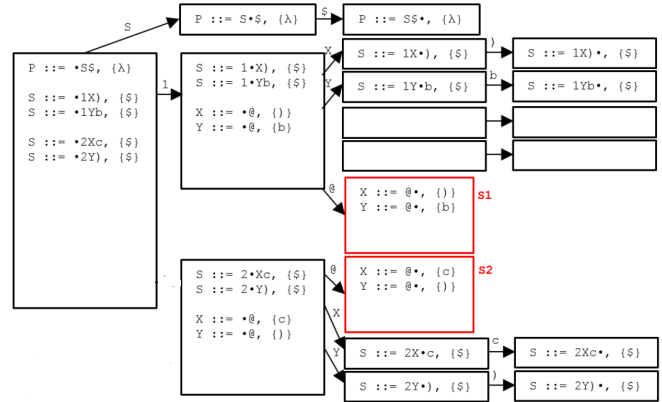 S
P ::= S•$, {λ}
$
P ::= S$•, {λ}
P ::= •S$, {λ}
S ::= •1X), {$}
S ::= •1Yb, {$}
S ::= •2Xc, {$}
S ::= •2Y), {$}
1
S ::= 1•X), {$}
S ::= 1•Yb, {$}
X ::= •@, {)}
Y ::= •@, {b}
X
S ::= 1X•), {$}
)
S ::= 1X)•, {$}
Y
S ::= 1Y•b, {$}
b
S ::= 1Yb•, {$}
@
X ::= @•, {)}
Y ::= @•, {b}
S1
S ::= 2•Xc, {$}
S ::= 2•Y), {$}
X ::= •@, {c}
Y ::= •@, {)}
@
X ::= @•, {c}
Y ::= @•, {)}
S2
X
S ::= 2X•c, {$}
c
S ::= 2Xc•, {$}
Y
S ::= 2Y•), {$}
)
S ::= 2Y)•, {$}